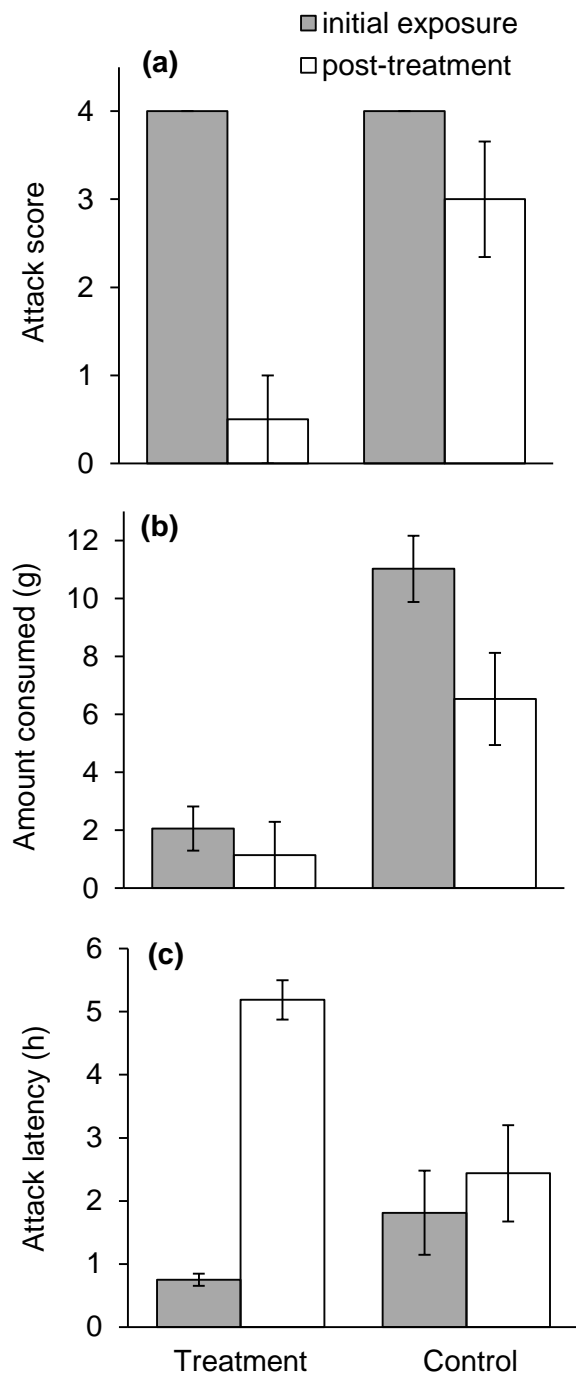 initial exposure
post-treatment
(a)
Attack score
4
3
2
1
0
(b)
Amount consumed (g)
12
10
8
6
4
2
0
(c)
Attack latency (h)
6
5
4
3
2
1
0
Treatment Control